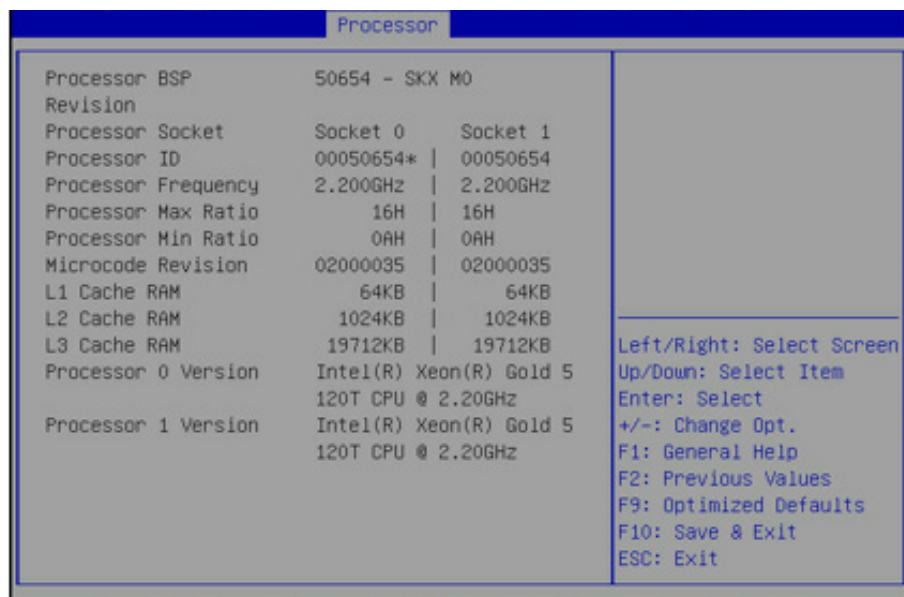 Processor
Processor BSP 50654 - SKX M0
Revision
Processor Socket Socket 0 Socket 1
Processor ID 00050654* | 00050654
Processor Frequency 2.200GHz | 2.200GHz
Processor Max Ratio 16H | 16H
Processor Min Ratio 0AH | 0AH
Microcode Revision 02000035 | 02000035
L1 Cache RAM 64KB | 64KB
L2 Cache RAM 1024KB | 1024KB
L3 Cache RAM 19712KB | 19712KB
Processor 0 Version Intel(R) Xeon(R) Gold 5
120T CPU @ 2.20GHz
Processor 1 Version Intel(R) Xeon(R) Gold 5
120T CPU @ 2.20GHz
Left/Right: Select Screen
Up/Down: Select Item
Enter: Select
+/-: Change Opt.
F1: General Help
F2: Previous Values
F9: Optimized Defaults
F10: Save & Exit
ESC: Exit